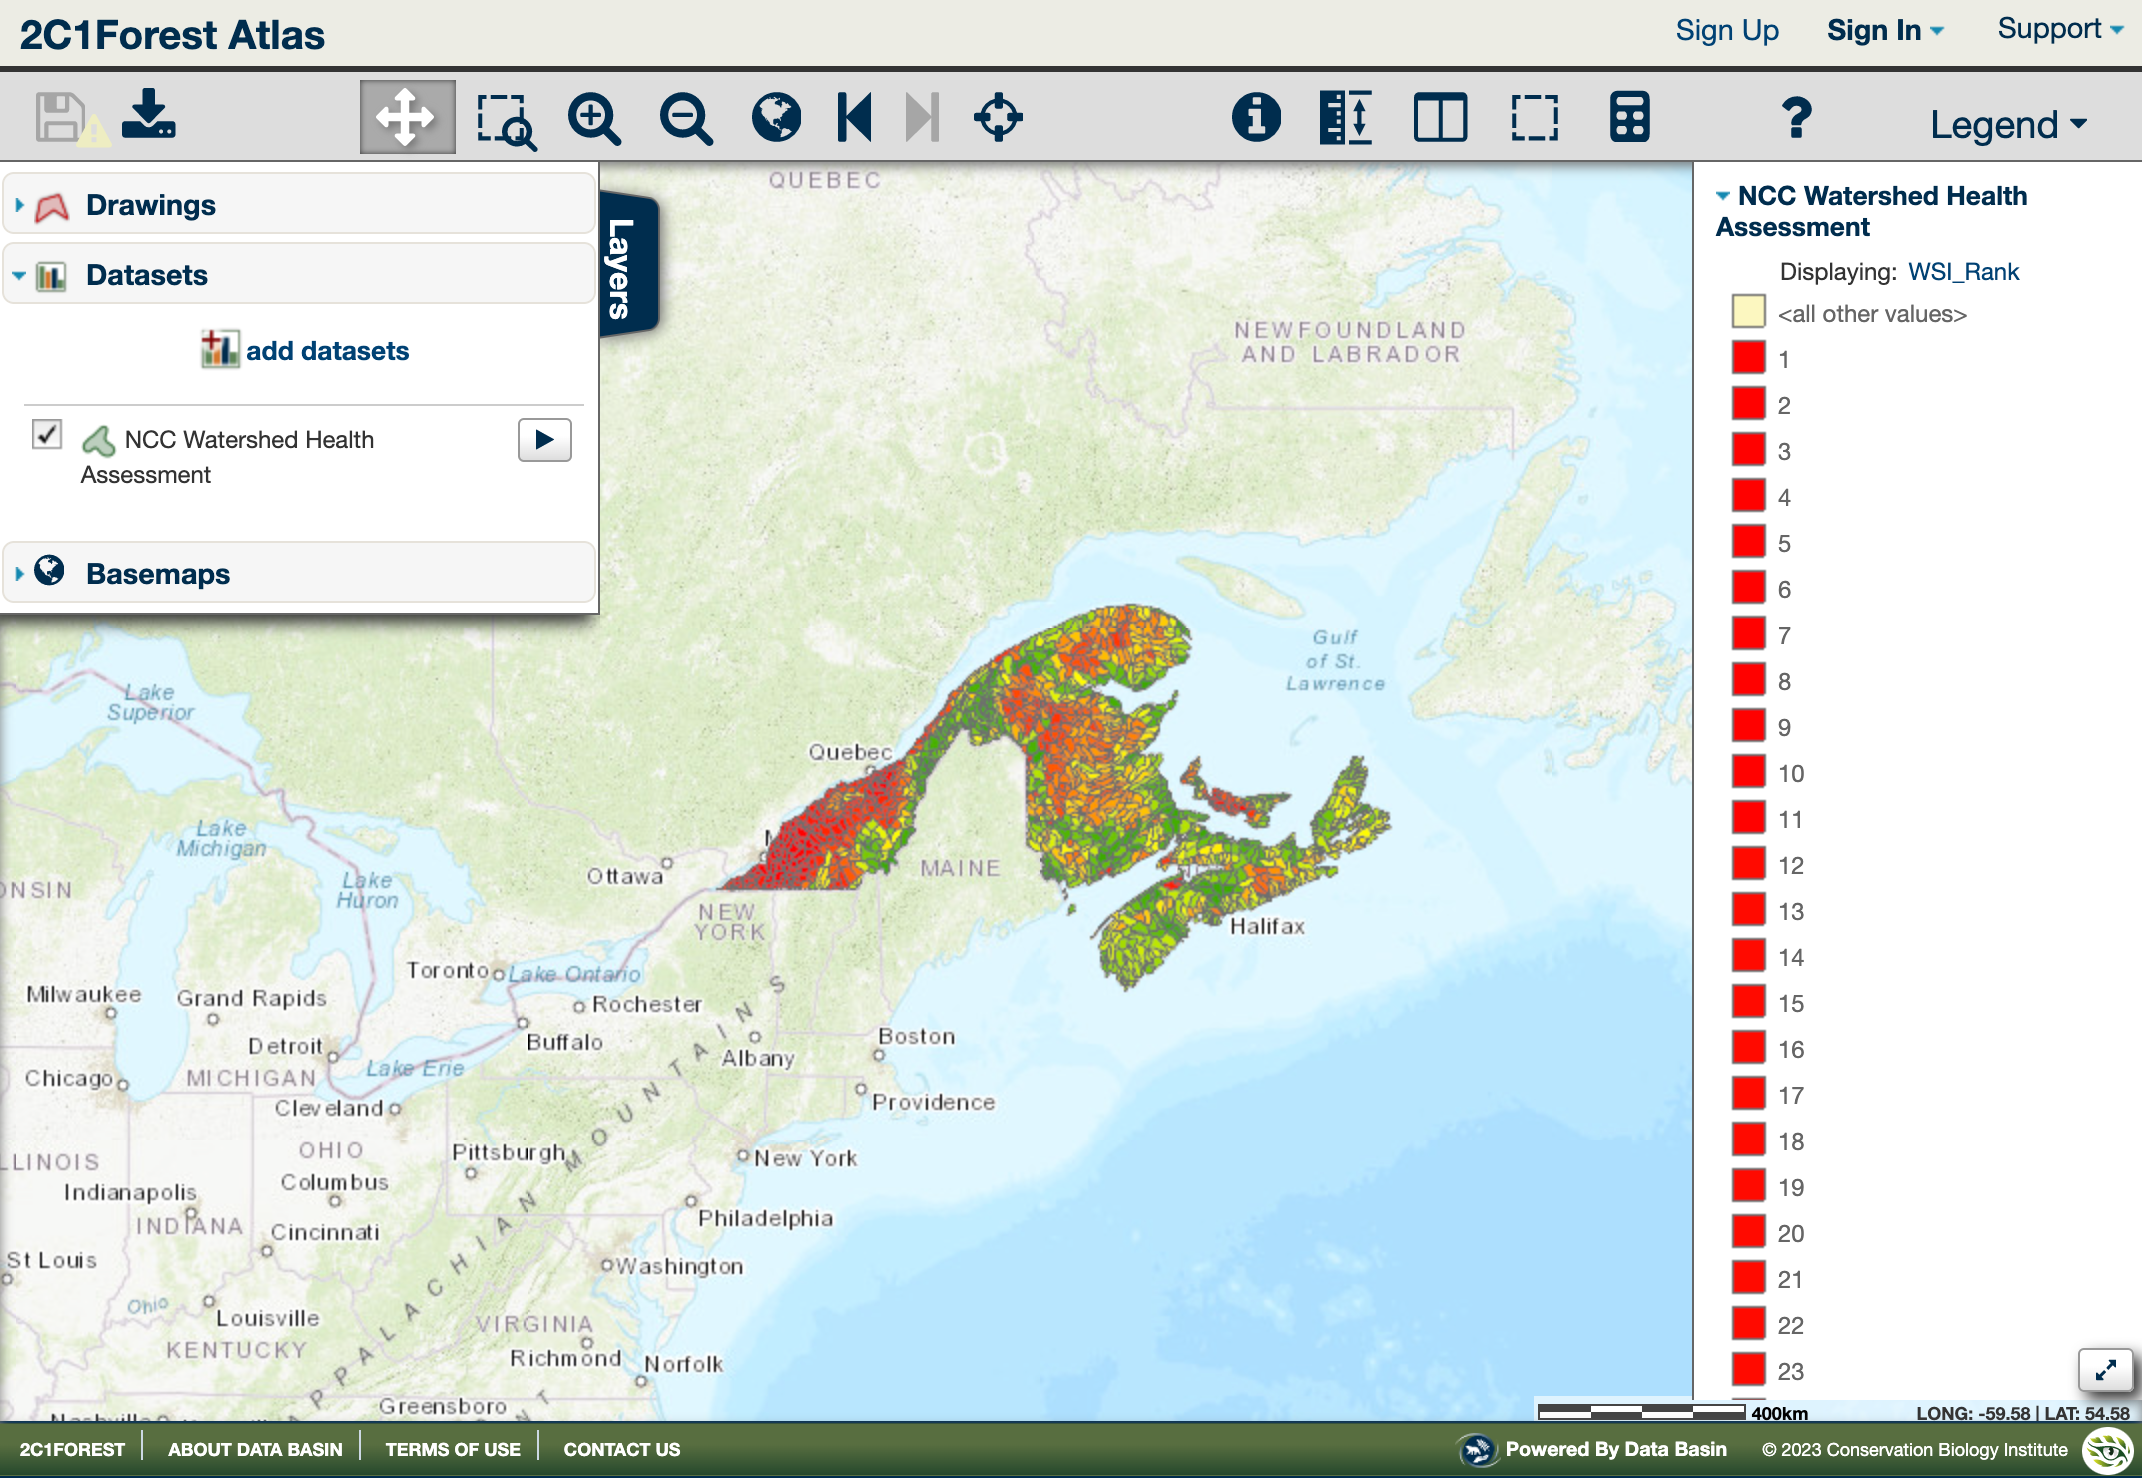 2C1Forest Atlas
Sign Up
Sign In
Support
Legend
Drawings
Datasets
add datasets
NCC Watershed Health
Assessment
Basemaps
Layers
QUEBEC
NEWFOUNDLAND
AND LABRADOR
Gulf
of St.
Lawrence
Lake
Superior
Quebec
Lake
Michigan
Ottawa
MAINE
Lake
Huron
NEW
YORK
Halifax
Toronto
Lake Ontario
Milwaukee
Grand Rapids
Rochester
Detroit
Buffalo
Boston
Albany
Chicago
MICHIGAN
Lake Erie
Cleveland
Providence
OHIO
Pittsburgh
New York
LLINOIS
Columbus
Indianapolis
INDIANA
Cincinnati
Philadelphia
St Louis
Washington
Ohio
Louisville
VIRGINIA
KENTUCKY
Richmond
Norfolk
Greensboro
APPALACHIAN MOUNTAINS
NCC Watershed Health
Assessment
Displaying: WSI_Rank
<all other values>
1
2
3
4
5
6
7
8
9
10
11
12
13
14
15
16
17
18
19
20
21
22
23
400km
LONG: -59.58 | LAT: 54.58
2C1FOREST
ABOUT DATA BASIN
TERMS OF USE
CONTACT US
Powered By Data Basin
© 2023 Conservation Biology Institute